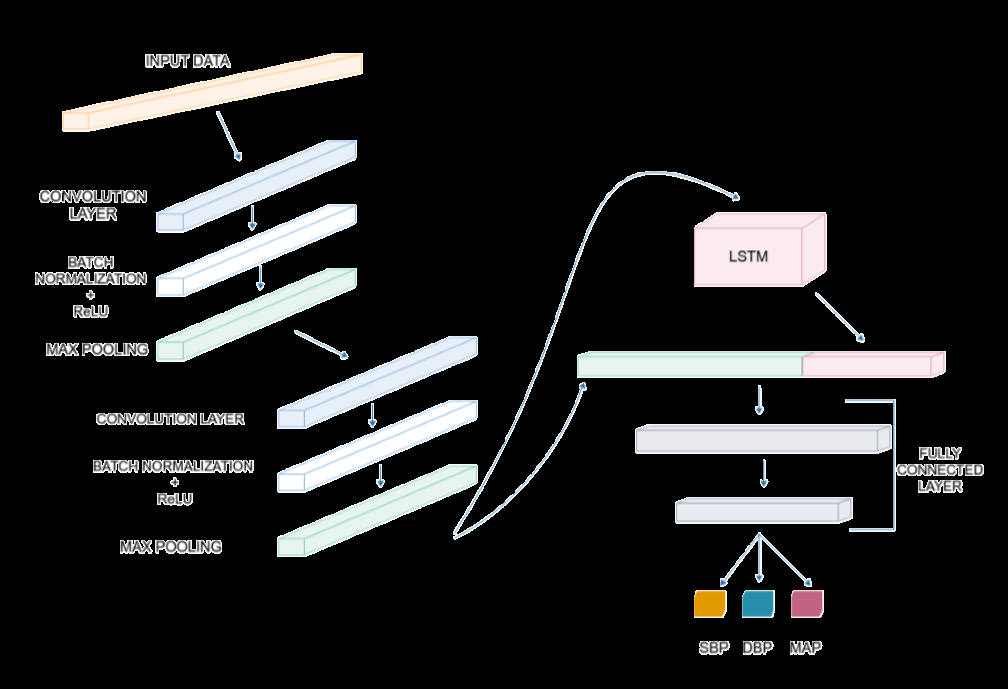 INPUT DATA
CONVOLUTION
LAYER
BATCH
NORMALIZATION
+
ReLU
MAX POOLING
CONVOLUTION LAYER
BATCH NORMALIZATION
+
ReLU
MAX POOLING
LSTM
FULLY
CONNECTED
LAYER
SBP DBP MAP